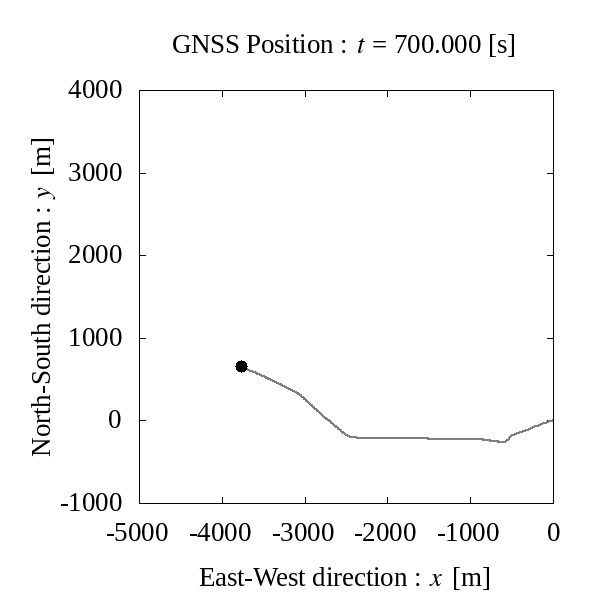 GNSS Position : t = 700.000 [s]
4000
3000
2000
1000
0
-1000
North-South direction : y [m]
-5000 -4000 -3000 -2000 -1000 0
East-West direction : x [m]